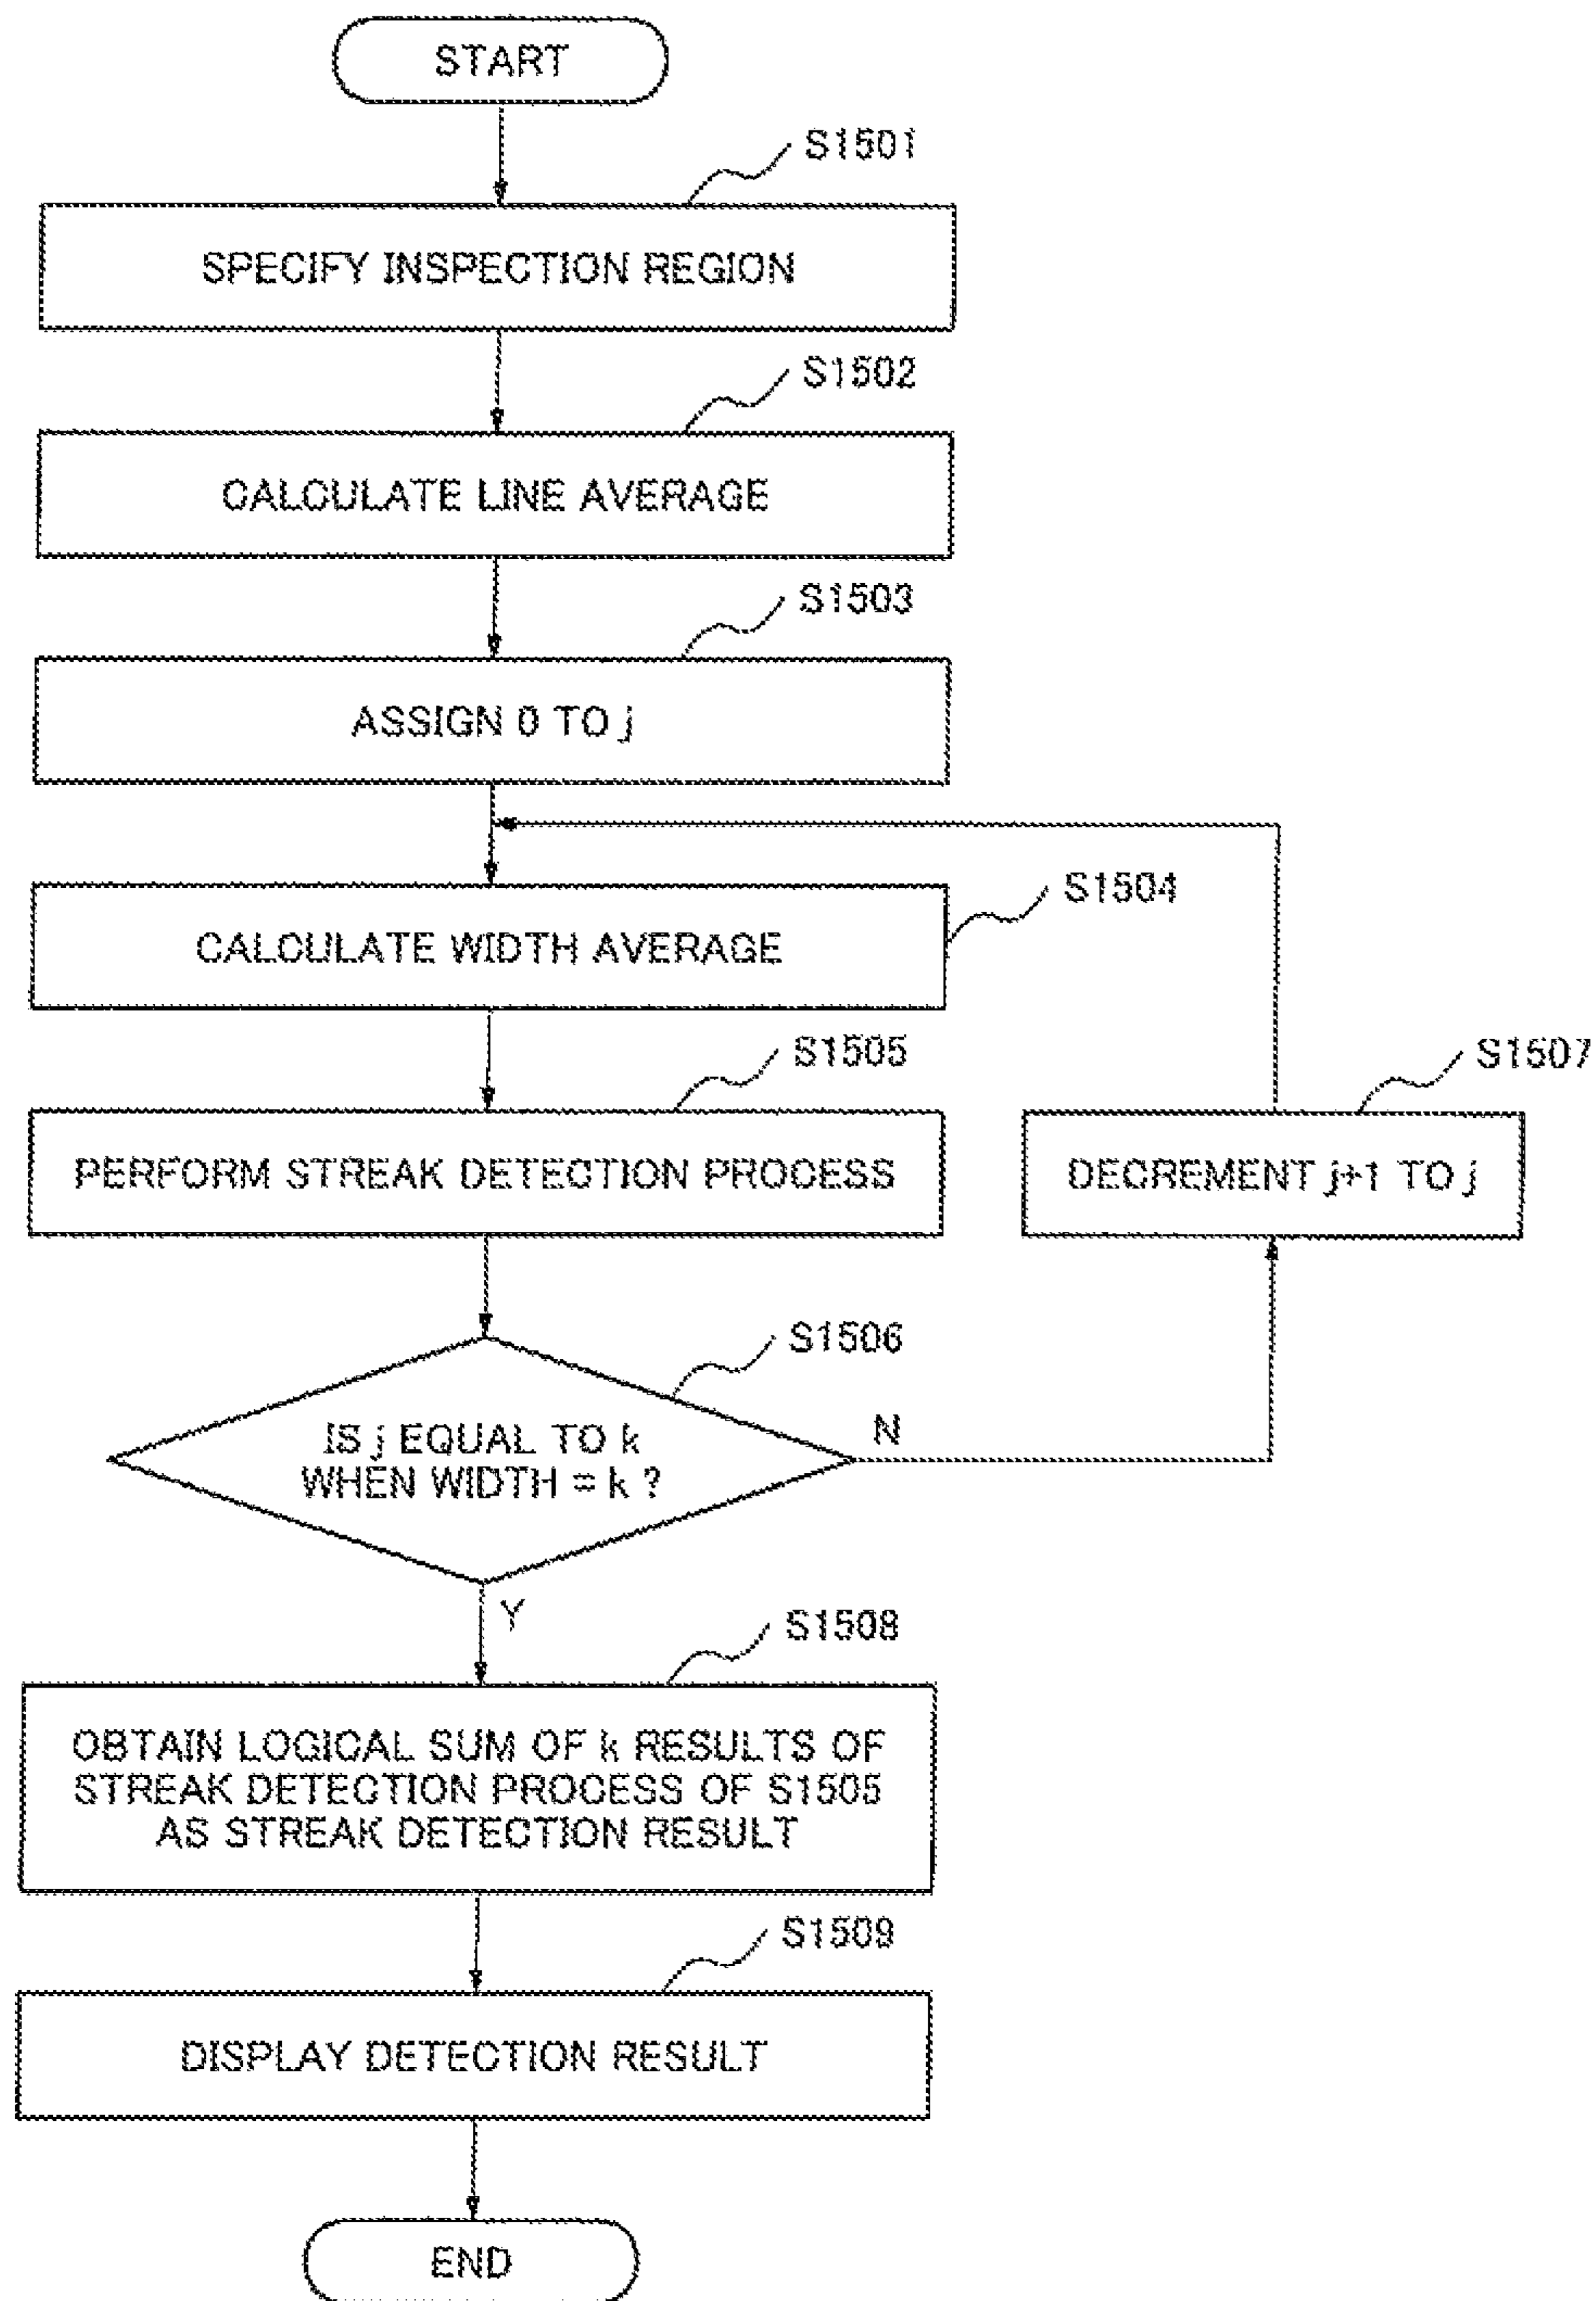 START
S1501
SPECIFY INSPECTION REGION
S1502
CALCULATE LINE AVERAGE
S1503
ASSIGN 0 TO j
S1504
CALCULATE WIDTH AVERAGE
S1505
PERFORM STREAK DETECTION PROCESS
S1507
DECREMENT j+1 TO j
S1506
IS j EQUAL TO k
WHEN WIDTH = k ?
N
Y
S1508
OBTAIN LOGICAL SUM OF k RESULTS OF
STREAK DETECTION PROCESS OF S1505
AS STREAK DETECTION RESULT
S1509
DISPLAY DETECTION RESULT
END